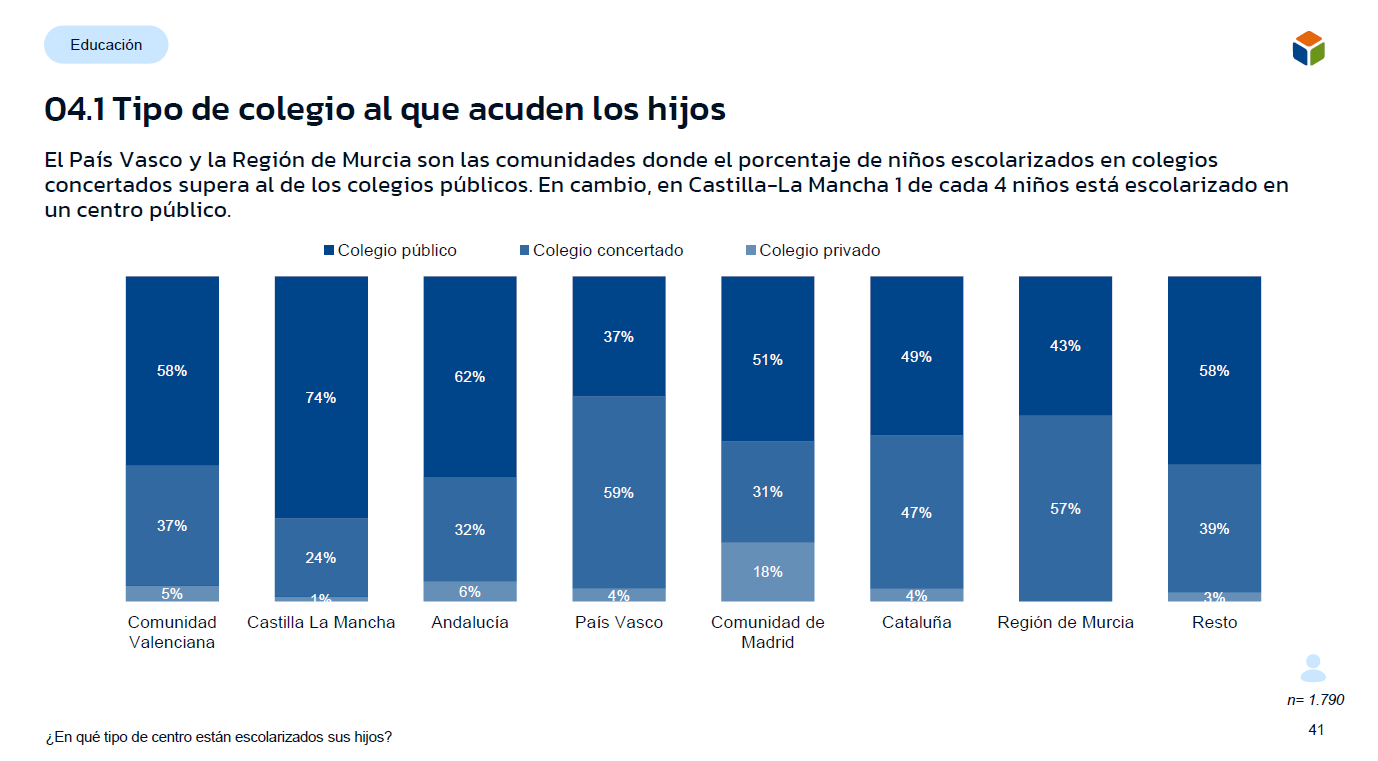 Educación
04.1 Tipo de colegio al que acuden los hijos
El País Vasco y la Región de Murcia son las comunidades donde el porcentaje de niños escolarizados en colegios
concertados supera al de los colegios públicos. En cambio, en Castilla-La Mancha 1 de cada 4 niños está escolarizado en
un centro público.
Colegio público Colegio concertado Colegio privado
58% 74% 62% 37% 51% 49% 43% 58%
37% 24% 32% 59% 31% 47% 57% 39%
5% 1% 6% 4% 18% 4% 3%
Comunidad Castilla La Mancha Andalucía País Vasco Comunidad de Cataluña Región de Murcia Resto
Valenciana Madrid
n= 1.790
41
¿En qué tipo de centro están escolarizados sus hijos?